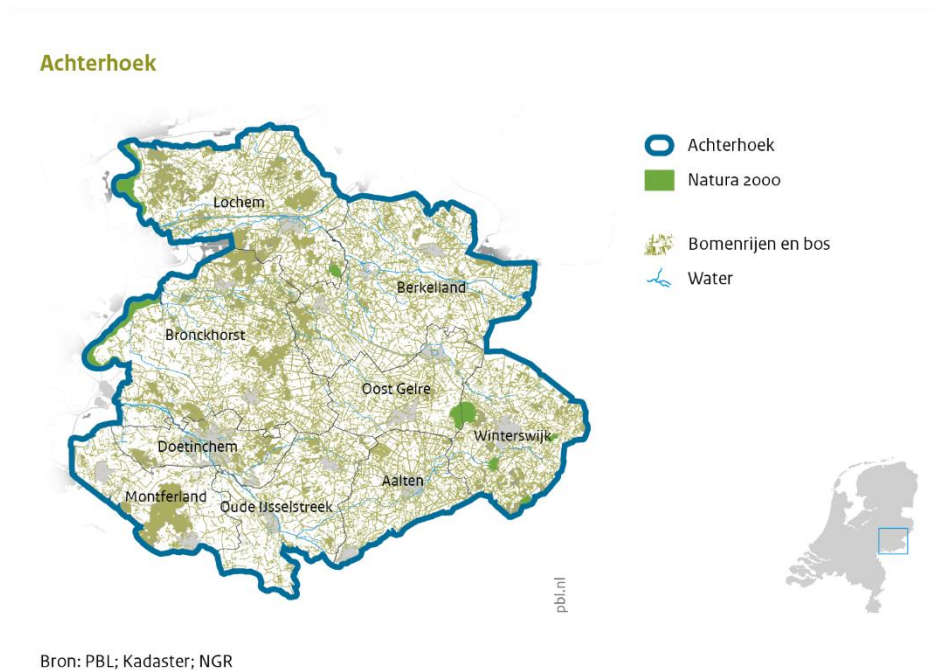 Achterhoek
Achterhoek
Natura 2000
Bomenrijen en bos
Water
Lochem
Berkelland
Bronckhorst
Oost Gelre
Winterswijk
Doetinchem
Aalten
Montferland
Oude IJsselstreek
pbl.nl
Bron: PBL; Kadaster; NGR